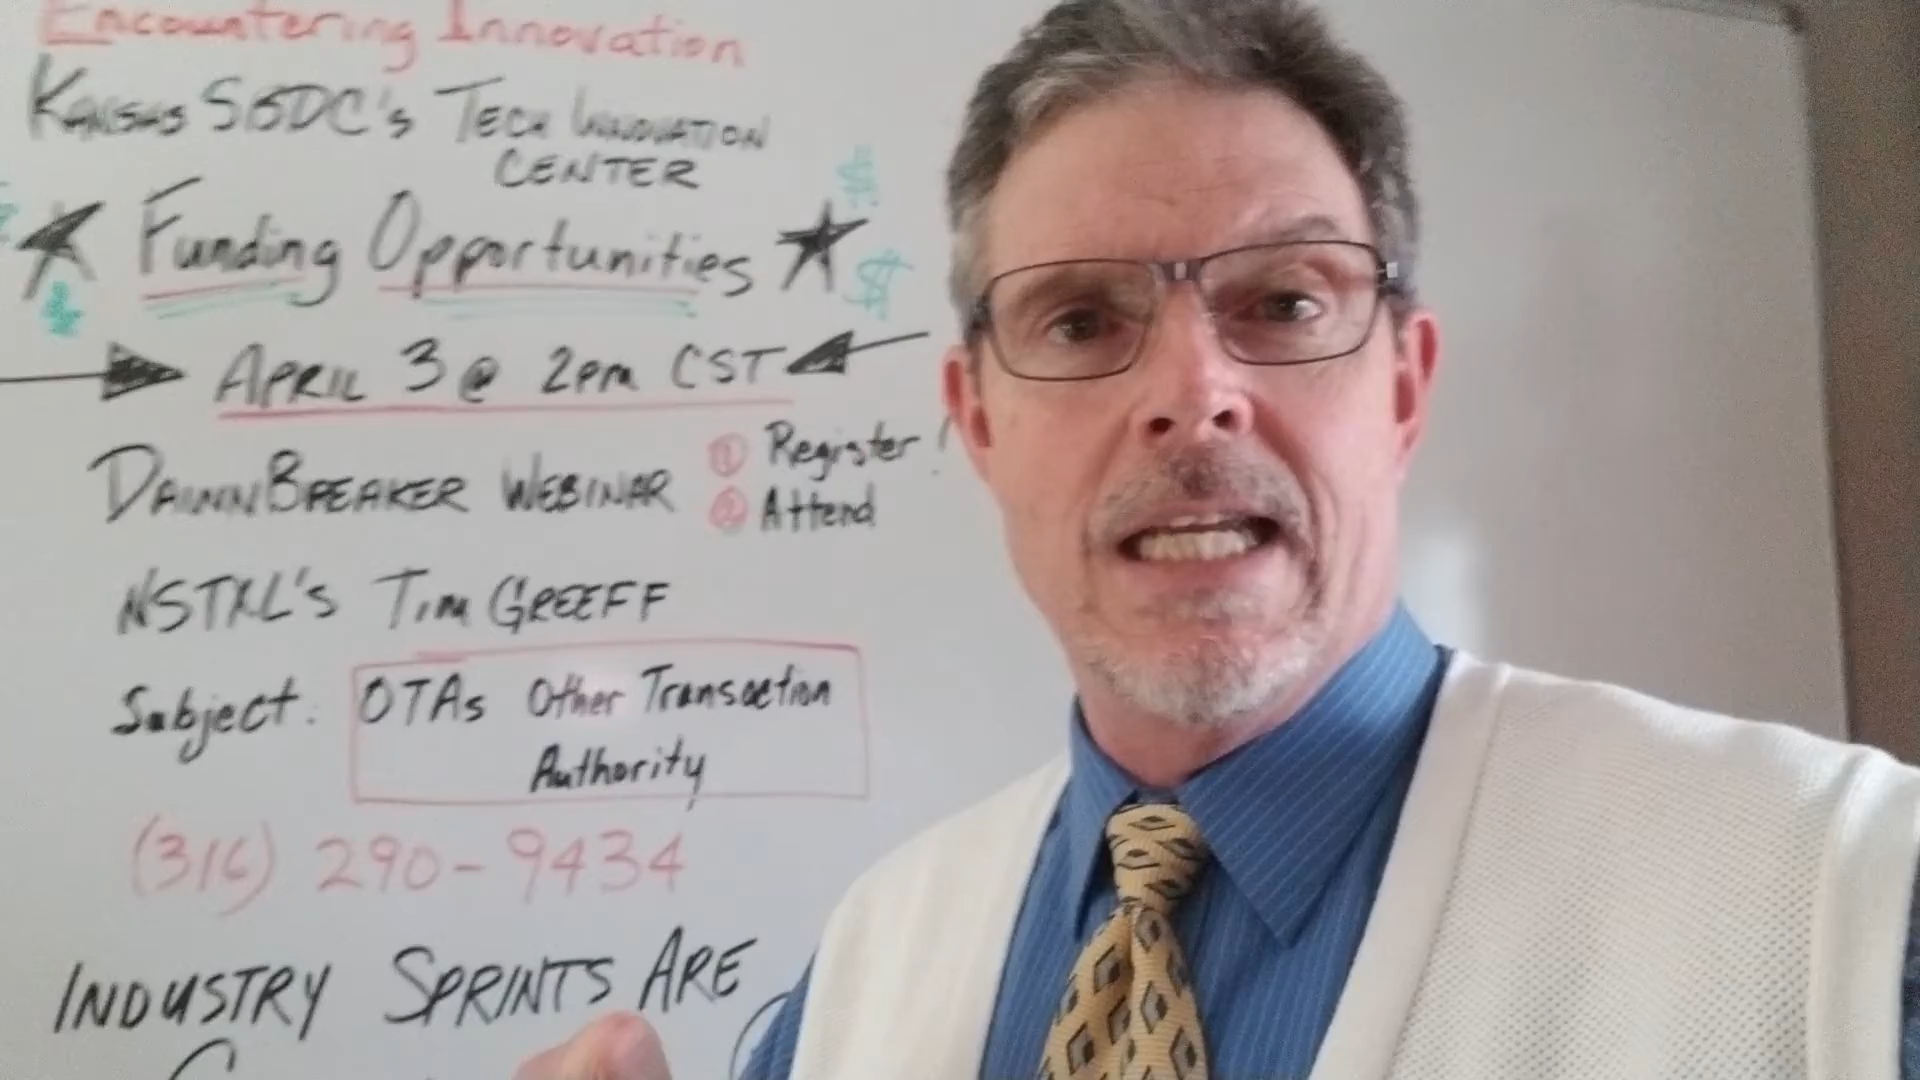 Encountering Innovation
Kansas SBDC's Tech Innovation
Center
Funding Opportunities
$
$
$
April 3 @ 2pm CST
DawnBreaker Webinar
① Register!
② Attend
NSTXL's Tim Greeff
Subject: OTAs Other Transaction
Authority
(316) 290-9434
Industry Sprints Are